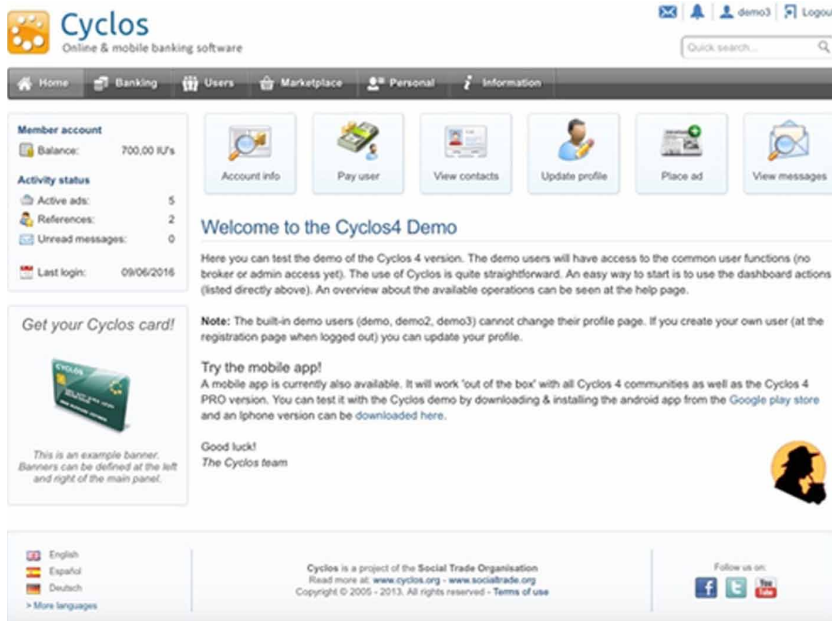 Cyclos
Online & mobile banking software
demo3 Logou
Quick search...
Home Banking Users Marketplace Personal Information
Member account
Balance: 700,00 IU's
Activity status
Active ads: 5
References: 2
Unread messages: 0
Last login: 09/06/2016
Account info Pay user View contacts Update profile Place ad View messages
Welcome to the Cyclos4 Demo
Here you can test the demo of the Cyclos 4 version. The demo users will have access to the common user functions (no
broker or admin access yet). The use of Cyclos is quite straightforward. An easy way to start is to use the dashboard actions
(listed directly above). An overview about the available operations can be seen at the help page.
Note: The built-in demo users (demo, demo2, demo3) cannot change their profile page. If you create your own user (at the
registration page when logged out) you can update your profile.
Try the mobile app!
A mobile app is currently also available. It will work 'out of the box' with all Cyclos 4 communities as well as the Cyclos 4
PRO version. You can test it with the Cyclos demo by downloading & installing the android app from the Google play store
and an Iphone version can be downloaded here.
Good luck!
The Cyclos team
Get your Cyclos card!
CYCLOS
This is an example banner.
Banners can be defined at the left
and right of the main panel.
English
Español
Deutsch
> More languages
Cyclos is a project of the Social Trade Organisation
Read more at: www.cyclos.org - www.socialtrade.org
Copyright © 2005 - 2013. All rights reserved - Terms of use
Follow us on:
You
Tube